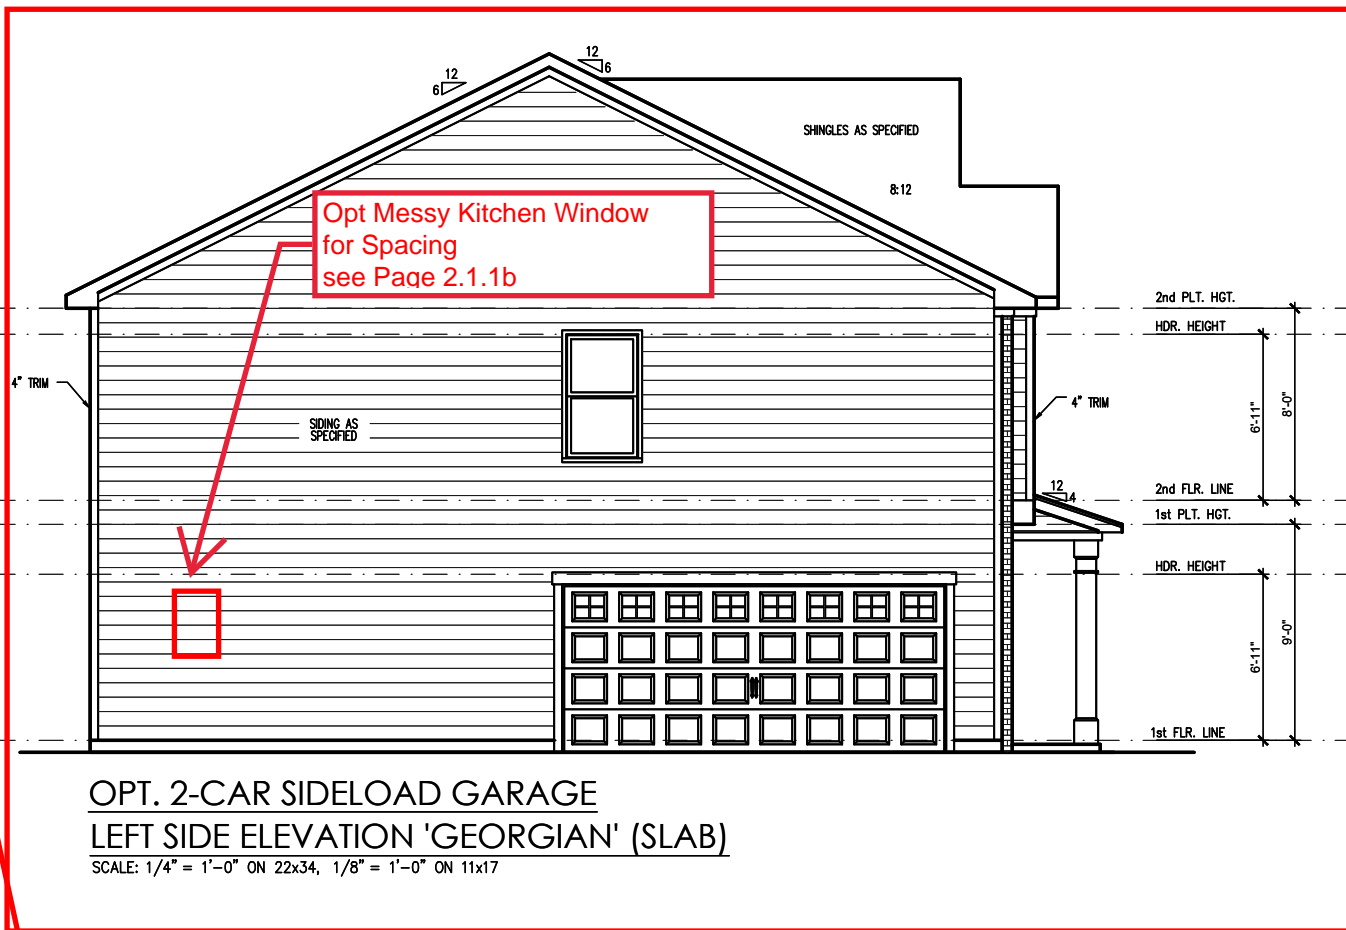 12
6
12
6
SHINGLES AS SPECIFIED
8:12
Opt Messy Kitchen Window
for Spacing
see Page 2.1.1b
2nd PLT. HGT.
HDR. HEIGHT
4" TRIM
4" TRIM
6'-11"
8'-0"
SIDING AS
SPECIFIED
12
4
2nd FLR. LINE
1st PLT. HGT.
HDR. HEIGHT
6'-11"
9'-0"
1st FLR. LINE
OPT. 2-CAR SIDELOAD GARAGE
LEFT SIDE ELEVATION 'GEORGIAN' (SLAB)
SCALE: 1/4" = 1'-0" ON 22x34, 1/8" = 1'-0" ON 11x17